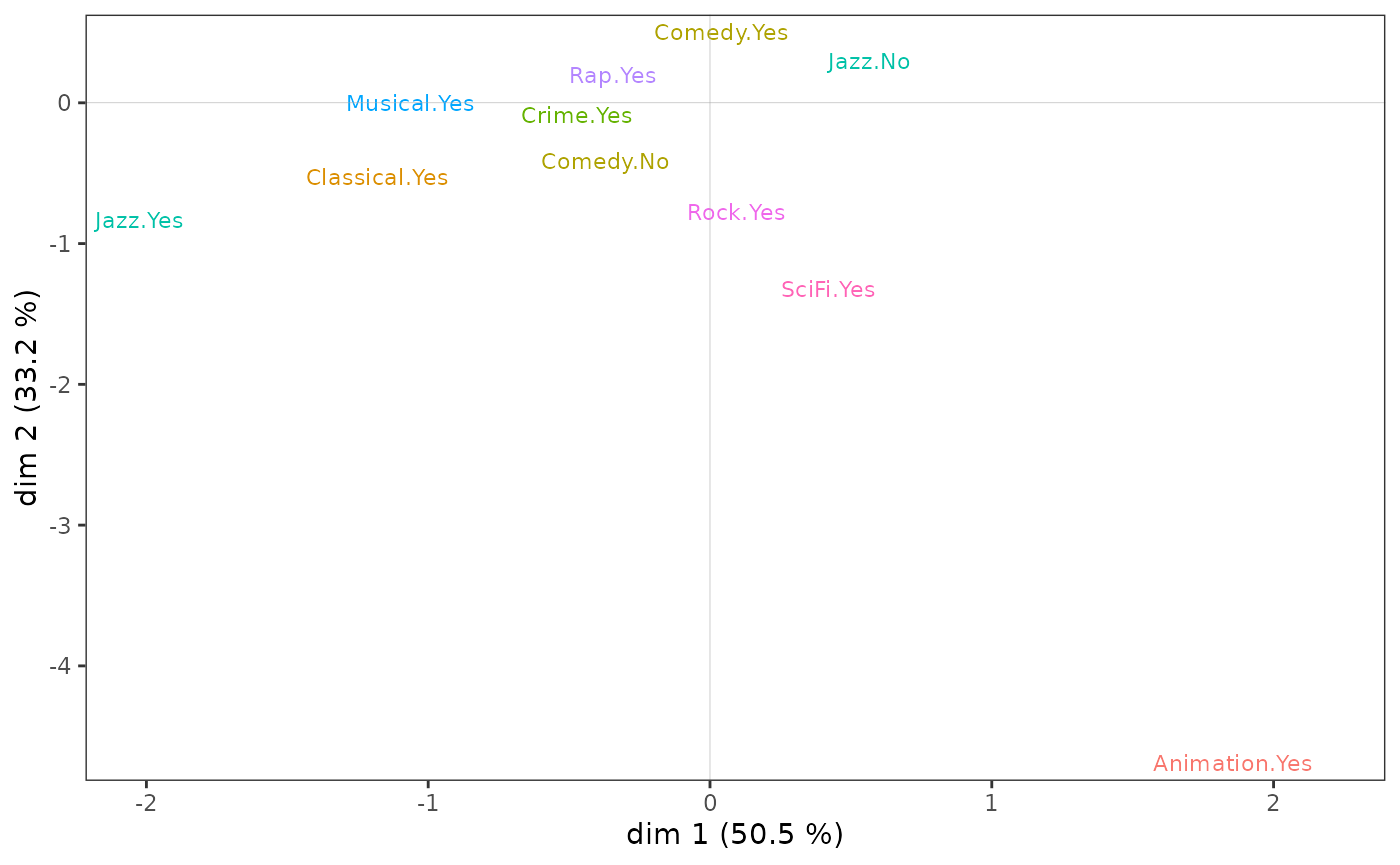 Comedy.Yes
Jazz.No
Rap.Yes
Musical.Yes
Crime.Yes
Comedy.No
Classical.Yes
Rock.Yes
Jazz.Yes
SciFi.Yes
Animation.Yes
0
-1
-2
-3
-4
dim 2 (33.2 %)
-2 -1 0 1 2
dim 1 (50.5 %)